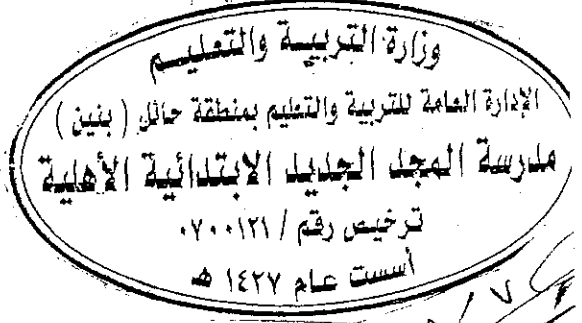 وزارة التربية والتعليم
الإدارة العامة للتربية والتعليم بمنطقة حائل ( بنين )
مدرسة المجد الجديد الابتدائية الأهلية
ترخيص رقم / ٠٧٠٠١٢١
أسست عام ١٤٢٧ هـ